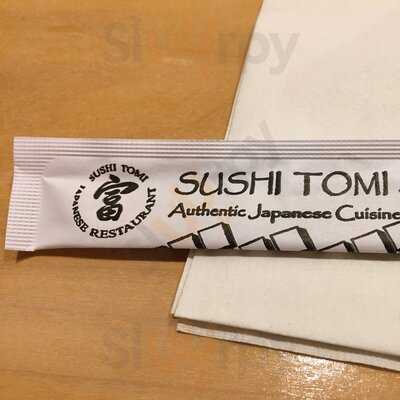 SUSHI TOMI
富
JAPANESE RESTAURANT
SUSHI TOMI
Authentic Japanese Cuisine